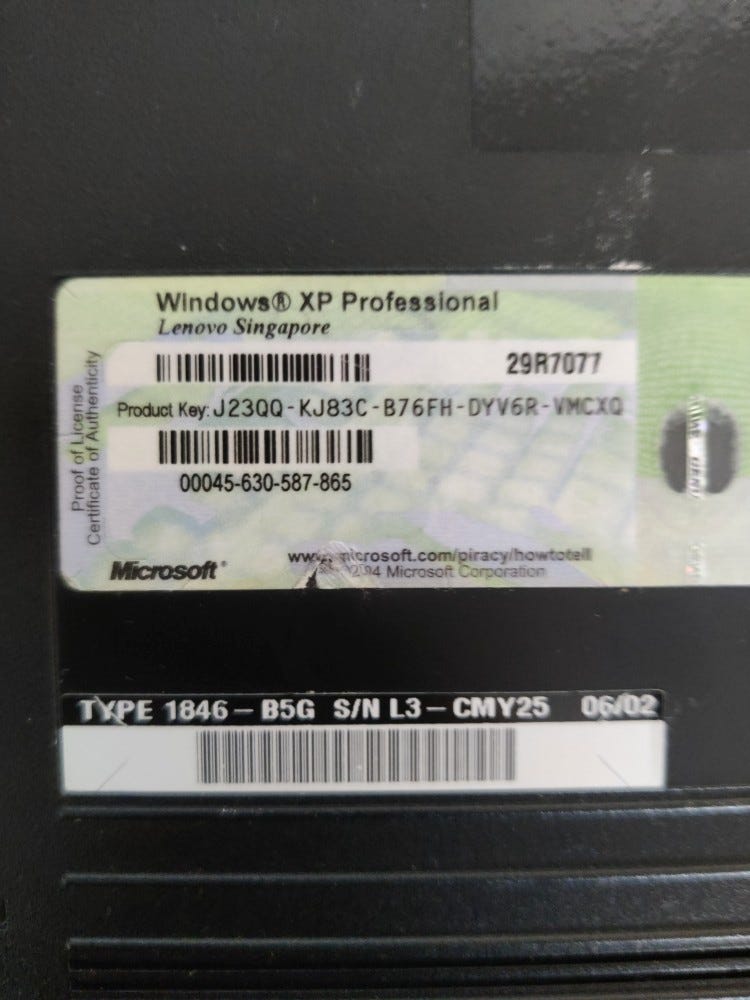 Windows® XP Professional
Lenovo Singapore
29R7077
Product Key: J23QQ-KJ83C-B76FH-DYV6R-VMCXQ
00045-630-587-865
Proof of License
Certificate of Authenticity
Microsoft®
www.microsoft.com/piracy/howtotell
Microsoft Corporation
TYPE 1846-B5G S/N L3-CMY25 06/02